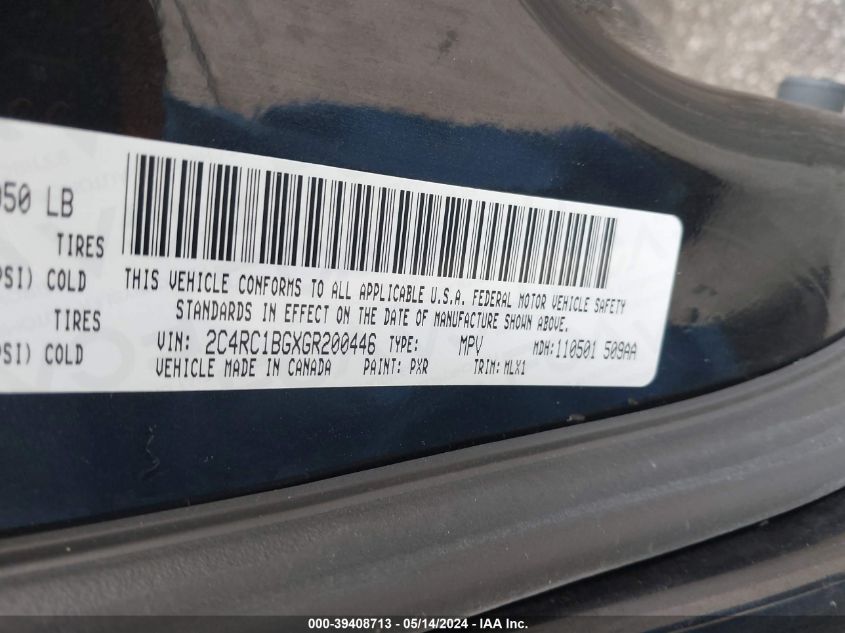 050 LB
TIRES
PSI) COLD
TIRES
PSI) COLD
THIS VEHICLE CONFORMS TO ALL APPLICABLE U.S.A. FEDERAL MOTOR VEHICLE SAFETY
STANDARDS IN EFFECT ON THE DATE OF MANUFACTURE SHOWN ABOVE.
VIN: 2C4RC1BGXGR200446 TYPE: MPV MDH:110501 509AA
VEHICLE MADE IN CANADA PAINT: PXR TRIM: MLX1
000-39408713 - 05/14/2024 - IAA Inc.